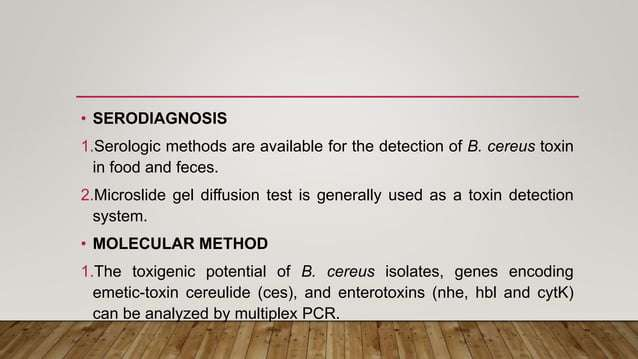 • SERODIAGNOSIS
1.Serologic methods are available for the detection of B. cereus toxin
in food and feces.
2.Microslide gel diffusion test is generally used as a toxin detection
system.
• MOLECULAR METHOD
1.The toxigenic potential of B. cereus isolates, genes encoding
emetic-toxin cereulide (ces), and enterotoxins (nhe, hbl and cytK)
can be analyzed by multiplex PCR.